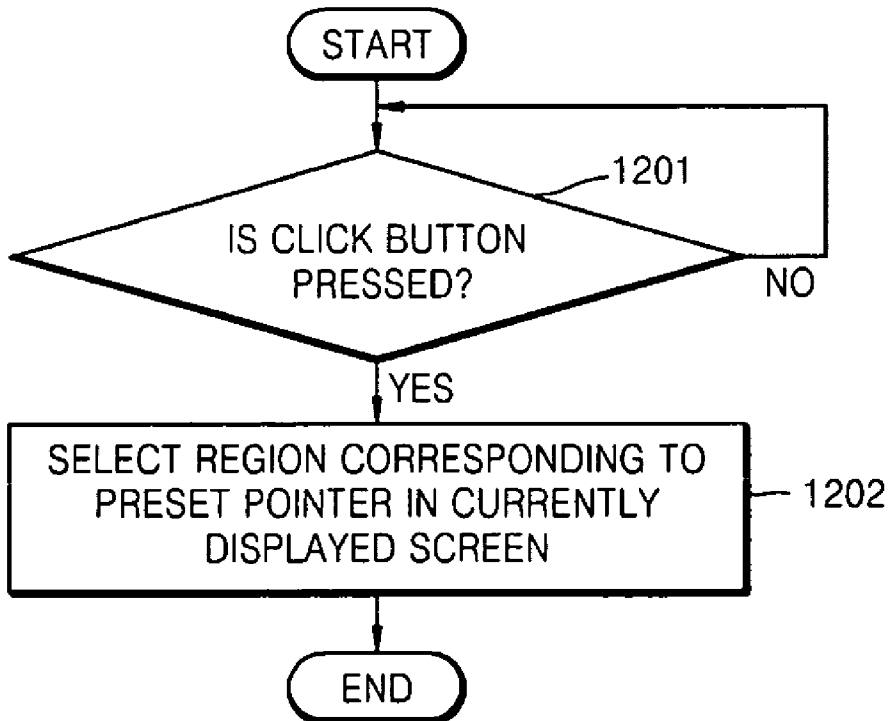 START
1201
IS CLICK BUTTON
PRESSED?
NO
YES
SELECT REGION CORRESPONDING TO
PRESET POINTER IN CURRENTLY
DISPLAYED SCREEN
1202
END